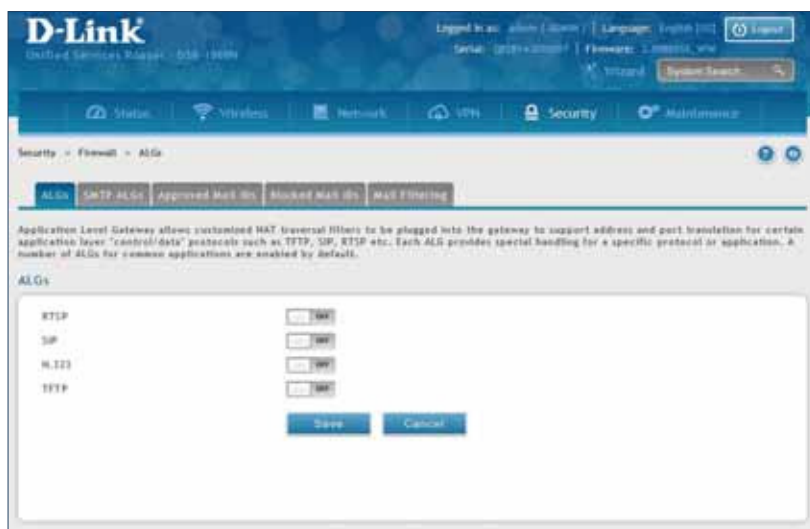 D-Link
Unified Services Router - DSR-1000N
Logged in as: admin ( ADMIN ) | Language: English [US]
Logout
Serial: | Firmware:
Wizard
System Search...
Status
Wireless
Network
VPN
Security
Maintenance
Security » Firewall » ALGs
ALGs
SMTP ALGs
Approved Mail IDs
Blocked Mail IDs
Mail Filtering
Application Level Gateway allows customized NAT traversal filters to be plugged into the gateway to support address and port translation for certain
application layer "control/data" protocols such as TFTP, SIP, RTSP etc. Each ALG provides special handling for a specific protocol or application. A
number of ALGs for common applications are enabled by default.
ALGs
RTSP
OFF
SIP
OFF
H.323
OFF
TFTP
OFF
Save
Cancel